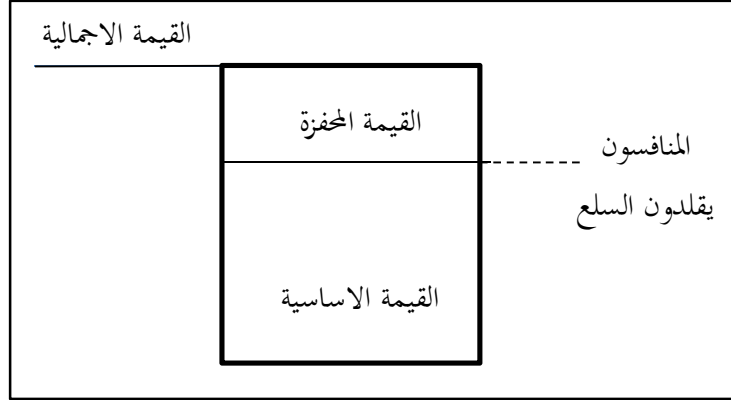 القيمة الاجمالية
القيمة المحفزة
المنافسون
يقلدون السلع
القيمة الاساسية